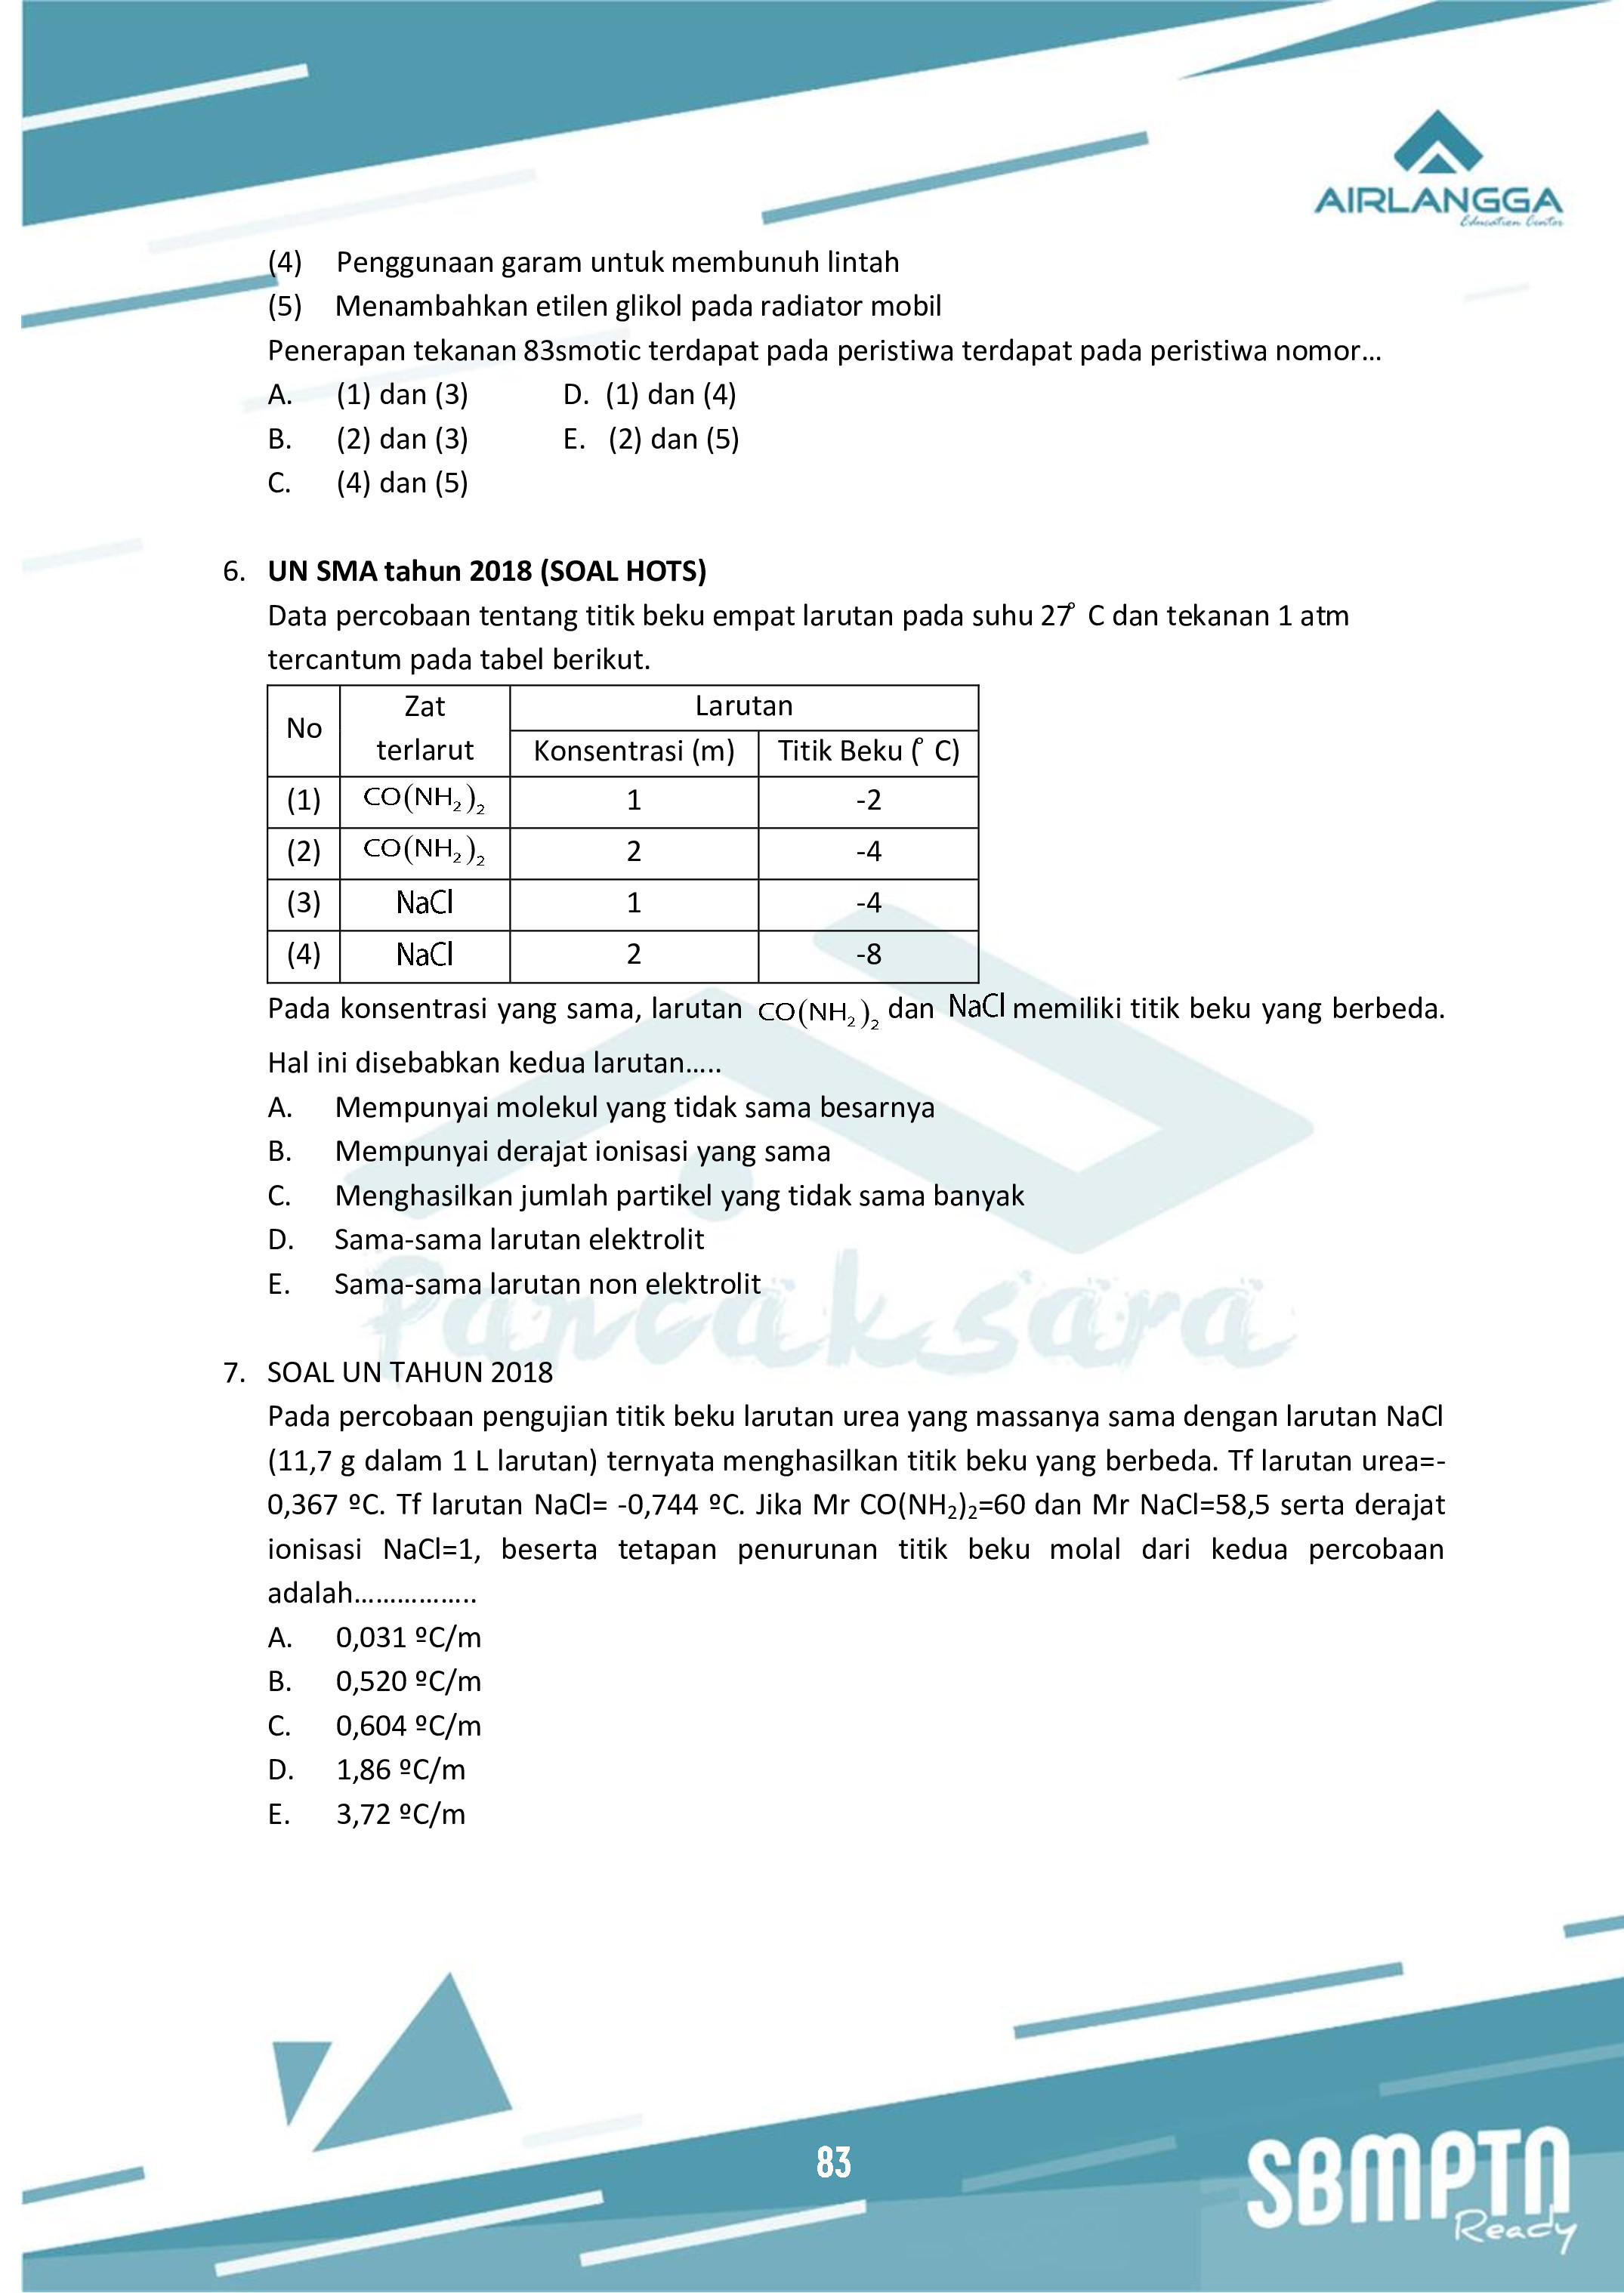 AIRLANGGA
Education Center
(4) Penggunaan garam untuk membunuh lintah
(5) Menambahkan etilen glikol pada radiator mobil
Penerapan tekanan 83smotic terdapat pada peristiwa terdapat pada peristiwa nomor...
A. (1) dan (3) D. (1) dan (4)
B. (2) dan (3) E. (2) dan (5)
C. (4) dan (5)
6. UN SMA tahun 2018 (SOAL HOTS)
Data percobaan tentang titik beku empat larutan pada suhu 27° C dan tekanan 1 atm
tercantum pada tabel berikut.
No Zat terlarut Larutan
Konsentrasi (m) Titik Beku (° C)
(1) CO(NH₂)₂ 1 -2
(2) CO(NH₂)₂ 2 -4
(3) NaCl 1 -4
(4) NaCl 2 -8
Pada konsentrasi yang sama, larutan CO(NH₂)₂ dan NaCl memiliki titik beku yang berbeda.
Hal ini disebabkan kedua larutan.....
A. Mempunyai molekul yang tidak sama besarnya
B. Mempunyai derajat ionisasi yang sama
C. Menghasilkan jumlah partikel yang tidak sama banyak
D. Sama-sama larutan elektrolit
E. Sama-sama larutan non elektrolit
Pancaksara
7. SOAL UN TAHUN 2018
Pada percobaan pengujian titik beku larutan urea yang massanya sama dengan larutan NaCl
(11,7 g dalam 1 L larutan) ternyata menghasilkan titik beku yang berbeda. Tf larutan urea=-
0,367 ºC. Tf larutan NaCl= -0,744 ºC. Jika Mr CO(NH₂)₂=60 dan Mr NaCl=58,5 serta derajat
ionisasi NaCl=1, beserta tetapan penurunan titik beku molal dari kedua percobaan
adalah.................
A. 0,031 ºC/m
B. 0,520 ºC/m
C. 0,604 ºC/m
D. 1,86 ºC/m
E. 3,72 ºC/m
83
SBMPTN
Ready